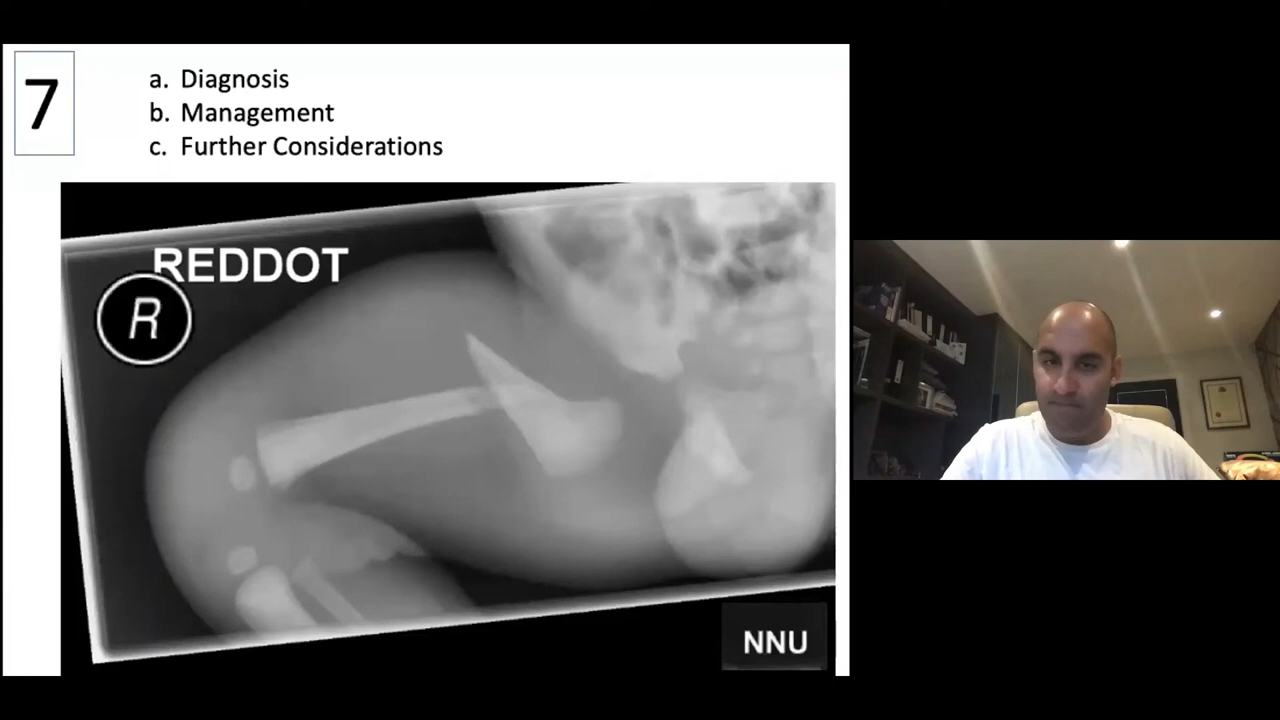 7
a. Diagnosis
b. Management
c. Further Considerations
REDDOT
R
NNU